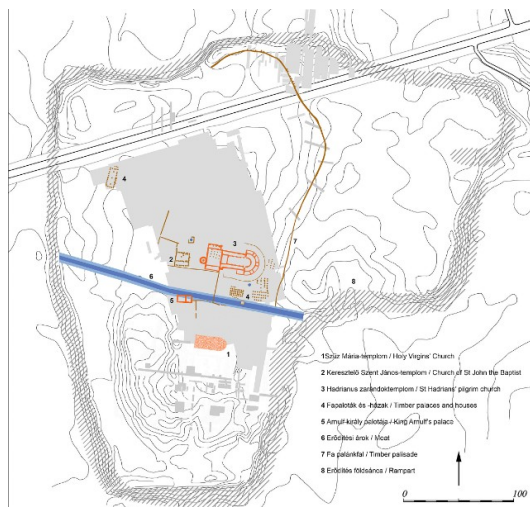 4
3
2
7
6
5
4
8
1
1Szűz Mária-templom / Holy Virgins' Church
2 Keresztelő Szent János-templom / Church of St John the Baptist
3 Hadrianus zarándoktemplom / St Hadrians' pilgrim church
4 Fapaloták és -házak / Timber palaces and houses
5 Arnulf-király palotája / King Arnulf's palace
6 Erődítési árok / Moat
7 Fa palánkfal / Timber palisade
8 Erődítés földsánca / Rampart
0 100